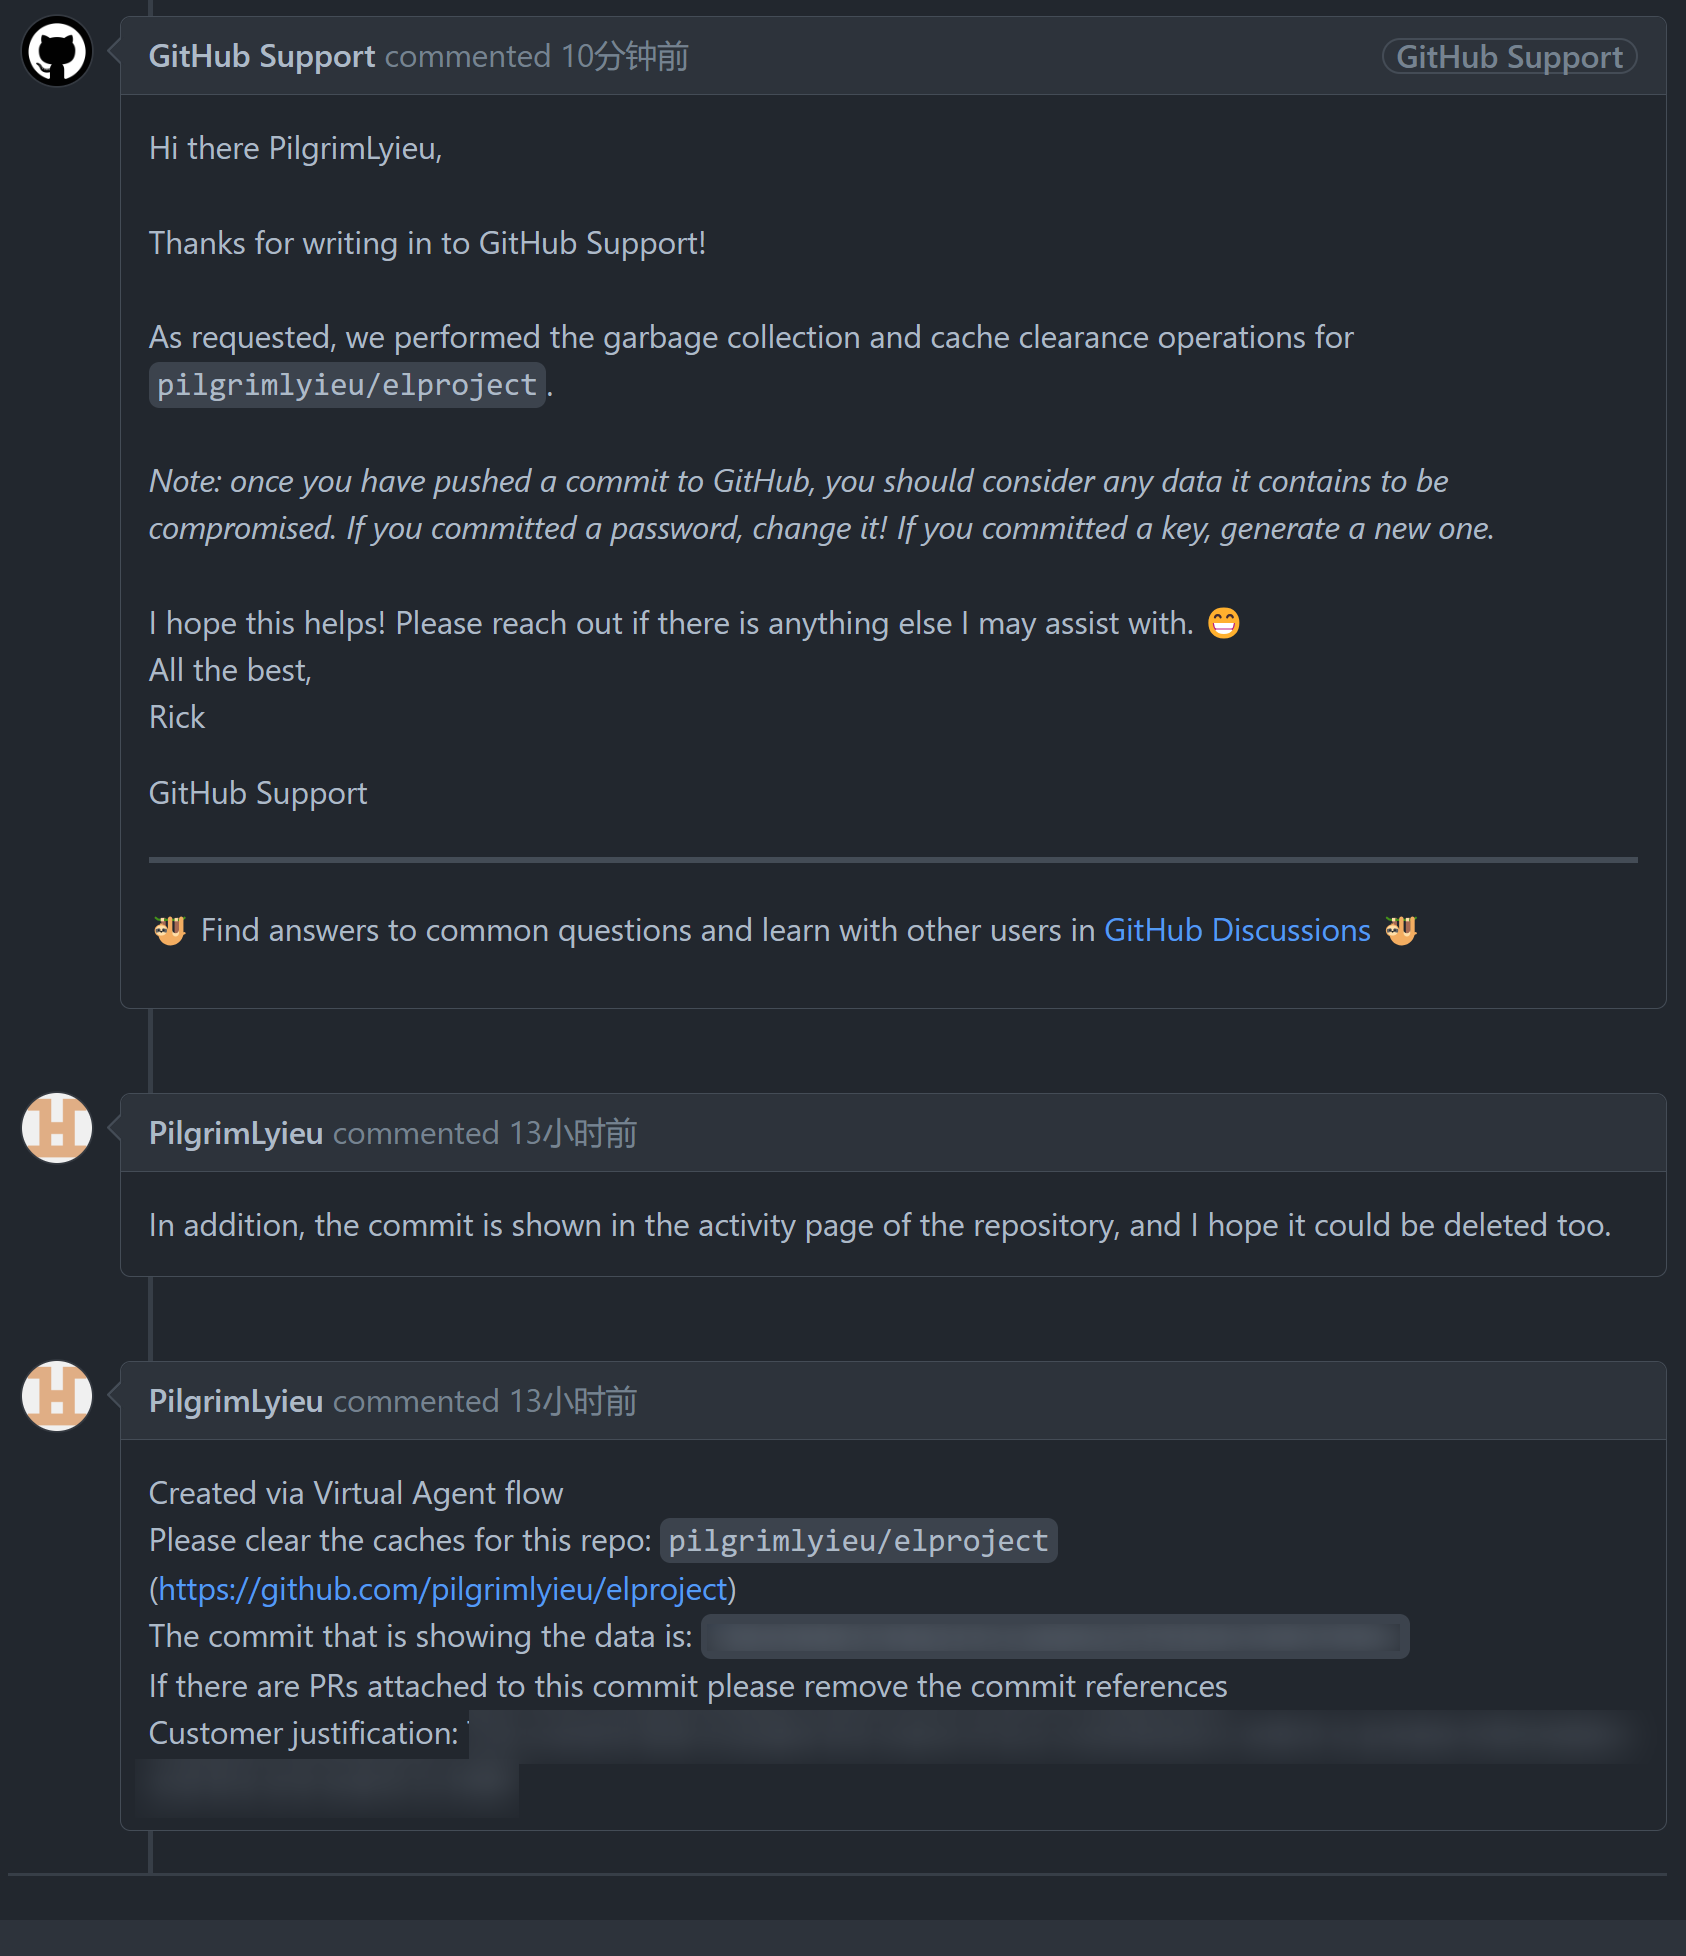 GitHub Support commented 10分钟前
GitHub Support
Hi there PilgrimLyieu,
Thanks for writing in to GitHub Support!
As requested, we performed the garbage collection and cache clearance operations for
pilgrimlyieu/elproject.
Note: once you have pushed a commit to GitHub, you should consider any data it contains to be
compromised. If you committed a password, change it! If you committed a key, generate a new one.
I hope this helps! Please reach out if there is anything else I may assist with. 😁
All the best,
Rick
GitHub Support
🦥 Find answers to common questions and learn with other users in GitHub Discussions 🦥
PilgrimLyieu commented 13小时前
In addition, the commit is shown in the activity page of the repository, and I hope it could be deleted too.
PilgrimLyieu commented 13小时前
Created via Virtual Agent flow
Please clear the caches for this repo: pilgrimlyieu/elproject
(https://github.com/pilgrimlyieu/elproject)
The commit that is showing the data is:
If there are PRs attached to this commit please remove the commit references
Customer justification: